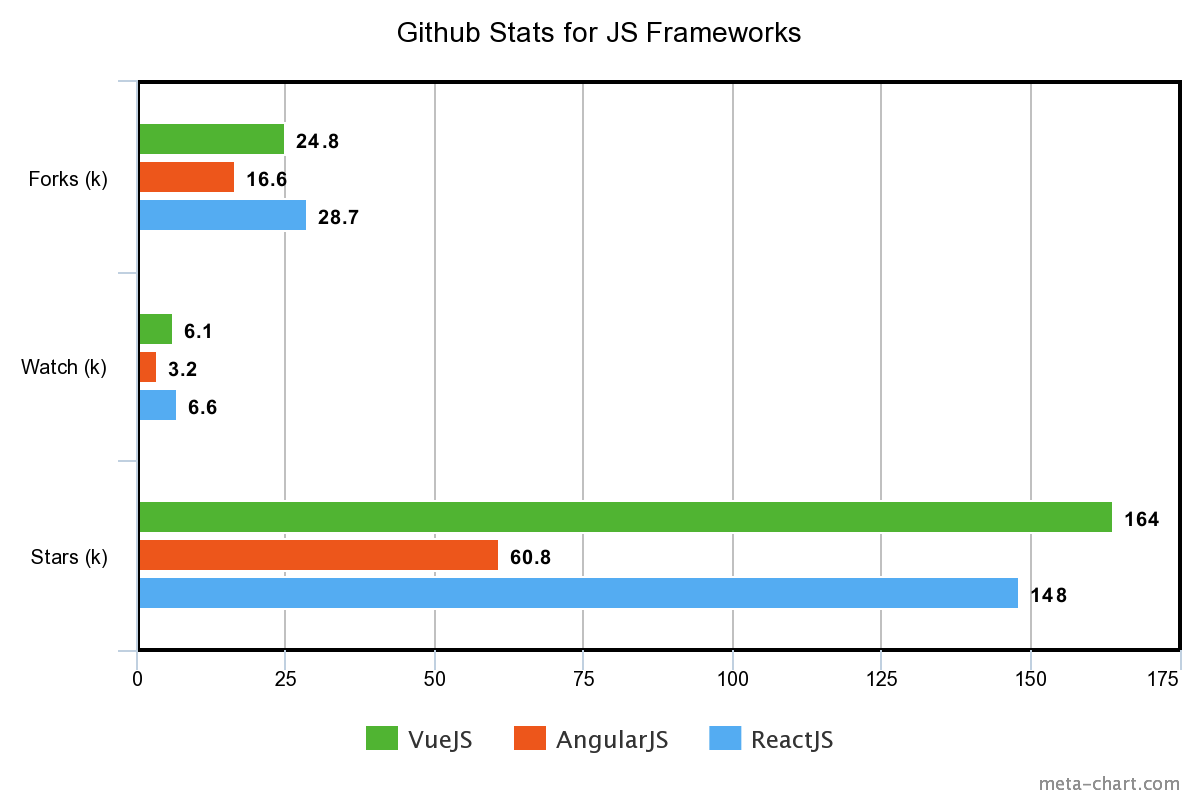 Github Stats for JS Frameworks
Forks (k)
24.8
16.6
28.7
Watch (k)
6.1
3.2
6.6
Stars (k)
164
60.8
148
0 25 50 75 100 125 150 175
VueJS AngularJS ReactJS
meta-chart.com